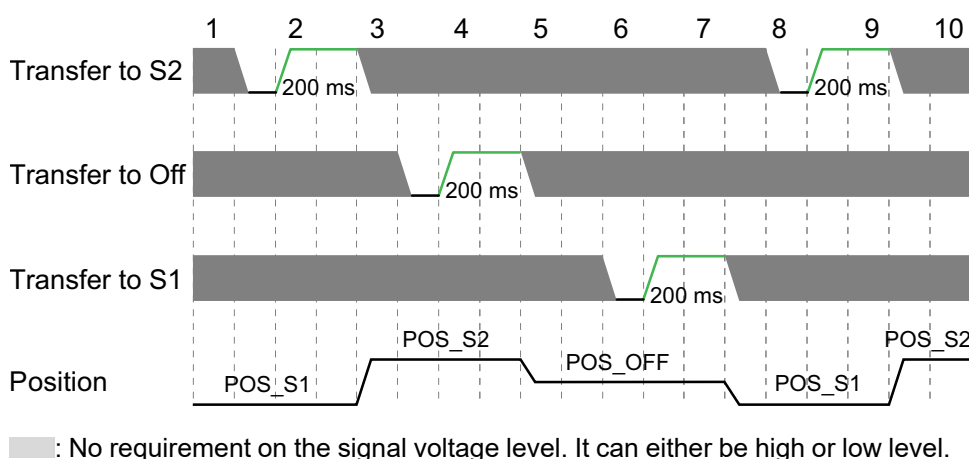 1 2 3 4 5 6 7 8 9 10
Transfer to S2
200 ms
200 ms
Transfer to Off
200 ms
Transfer to S1
200 ms
Position
POS_S1
POS_S2
POS_OFF
POS_S1
POS_S2
: No requirement on the signal voltage level. It can either be high or low level.